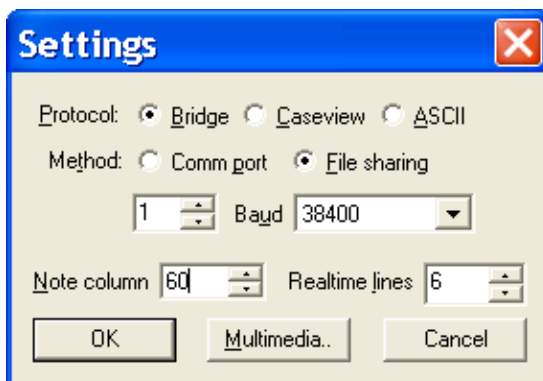 Settings
Protocol: Bridge Caseview ASCII
Method: Comm port File sharing
1 Baud 38400
Note column 60 Realtime lines 6
OK Multimedia.. Cancel